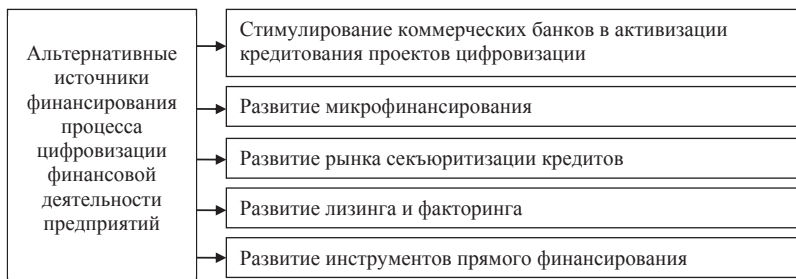 Альтернативные
источники
финансирования
процесса
цифровизации
финансовой
деятельности
предприятий
Стимулирование коммерческих банков в активизации
кредитования проектов цифровизации
Развитие микрофинансирования
Развитие рынка секъюритизации кредитов
Развитие лизинга и факторинга
Развитие инструментов прямого финансирования